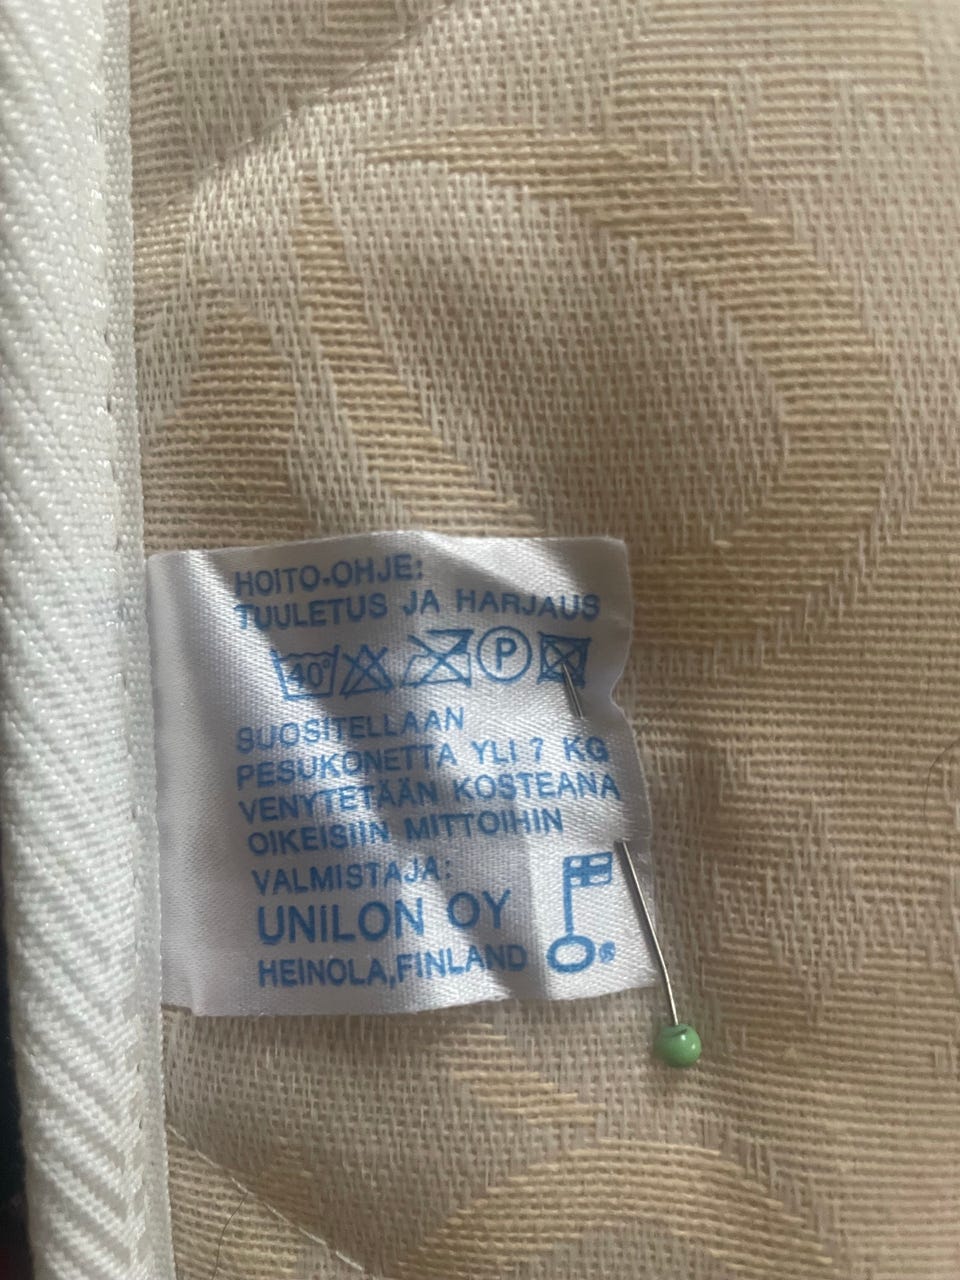 HOITO-OHJE:
TUULETUS JA HARJAUS
40° P
SUOSITELLAAN
PESUKONETTA YLI 7 KG
VENYTETÄÄN KOSTEANA
OIKEISIIN MITTOIHIN
VALMISTAJA:
UNILON OY
HEINOLA, FINLAND
®